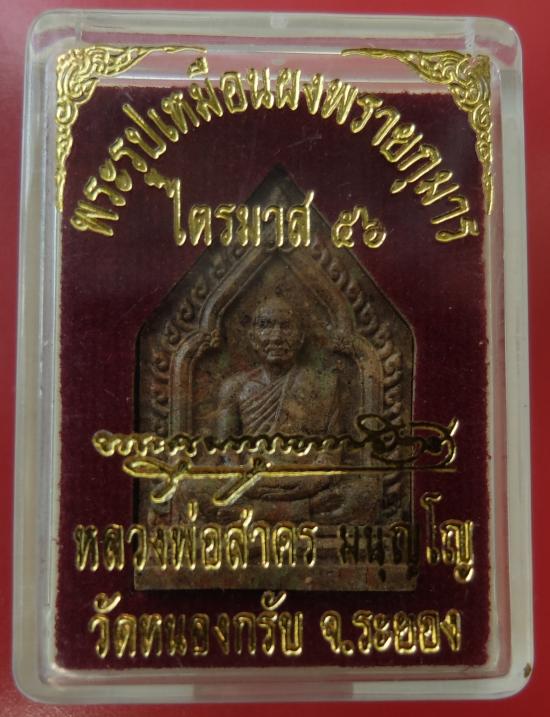 พระรูปเหมือนผงพรายกุมาร
ไตรมาส ๕๖
หลวงพ่อสาคร มนุญโญ
วัดหนองกรับ จ.ระยอง